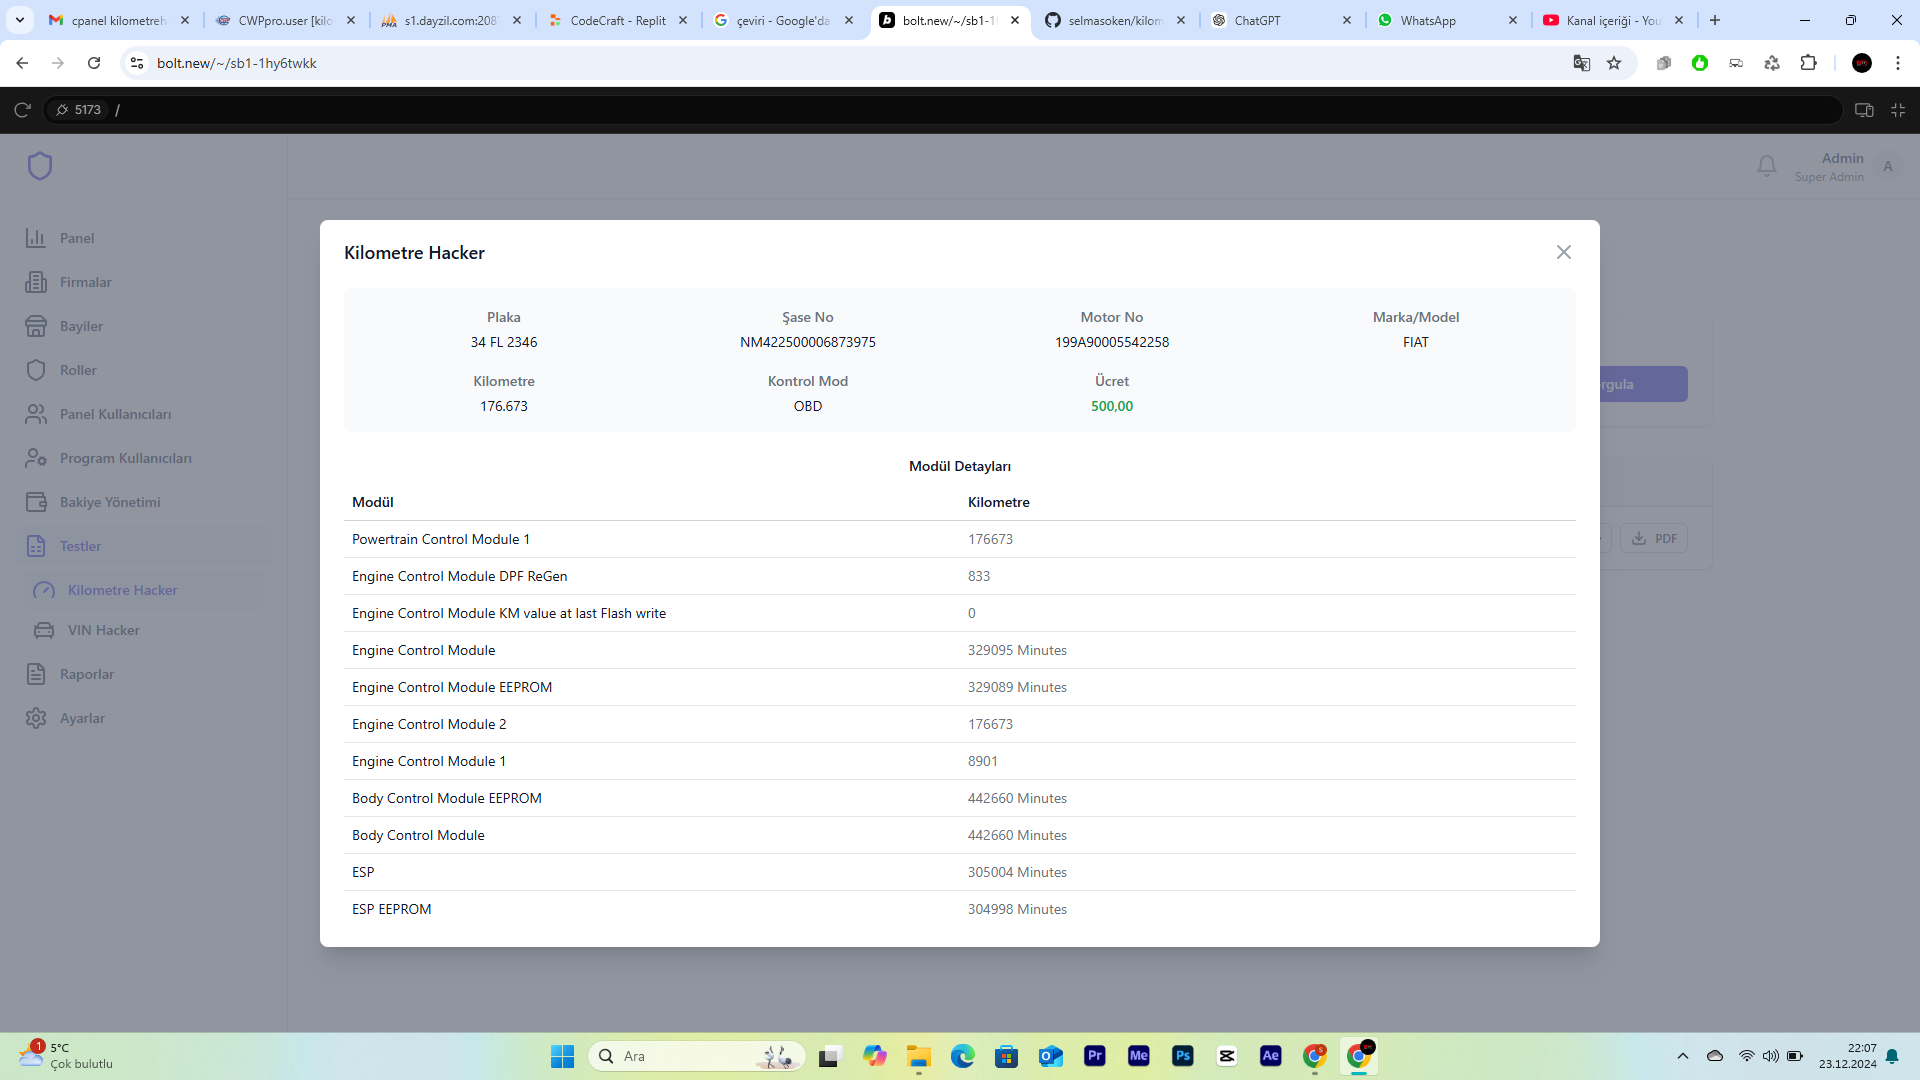 cpanel kilometreh
CWPpro.user [kilo
s1.dayzil.com:208
CodeCraft - Replit
çeviri - Google'da
bolt.new/~/sb1-1
selmasoken/kilom
ChatGPT
WhatsApp
Kanal içeriği - You
bolt.new/~/sb1-1hy6twkk
5173 /
Admin
Super Admin
A
Panel
Firmalar
Bayiler
Roller
Panel Kullanıcıları
Program Kullanıcıları
Bakiye Yönetimi
Testler
Kilometre Hacker
VIN Hacker
Raporlar
Ayarlar
Kilometre Hacker
Plaka Şase No Motor No Marka/Model
34 FL 2346 NM422500006873975 199A90005542258 FIAT
Kilometre Kontrol Mod Ücret
176.673 OBD 500,00
rgula
PDF
Modül Detayları
Modül Kilometre
Powertrain Control Module 1 176673
Engine Control Module DPF ReGen 833
Engine Control Module KM value at last Flash write 0
Engine Control Module 329095 Minutes
Engine Control Module EEPROM 329089 Minutes
Engine Control Module 2 176673
Engine Control Module 1 8901
Body Control Module EEPROM 442660 Minutes
Body Control Module 442660 Minutes
ESP 305004 Minutes
ESP EEPROM 304998 Minutes
1
5°C
Çok bulutlu
Ara
Pr
Me
Ps
Ae
22:07
23.12.2024